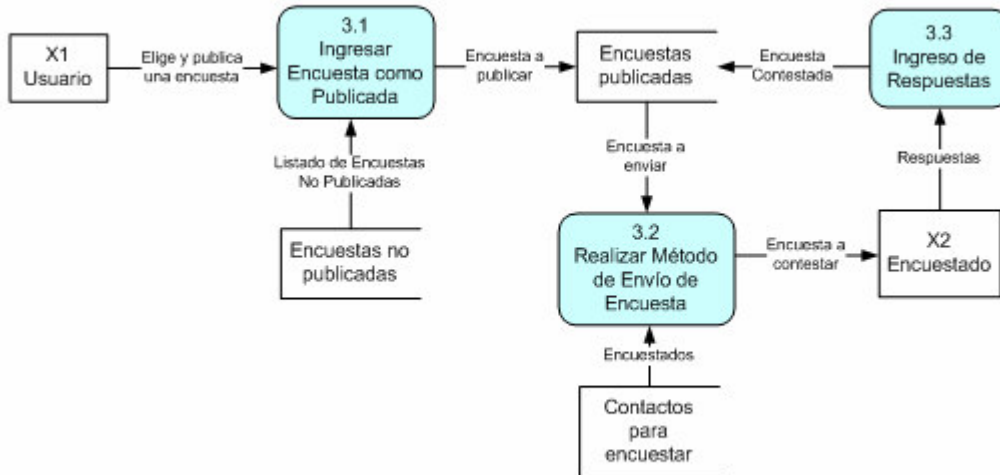 X1
Usuario
Elige y publica
una encuesta
3.1
Ingresar
Encuesta como
Publicada
Encuesta a
publicar
Encuestas
publicadas
Encuesta
Contestada
3.3
Ingreso de
Respuestas
Listado de Encuestas
No Publicadas
Encuesta a
enviar
Respuestas
Encuestas no
publicadas
3.2
Realizar Método
de Envío de
Encuesta
Encuesta a
contestar
X2
Encuestado
Encuestados
Contactos
para
encuestar